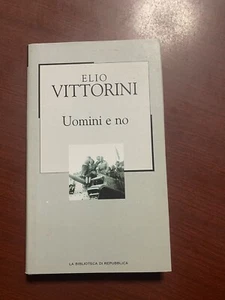 ELIO
VITTORINI
Uomini e no
LA BIBLIOTECA DI REPUBBLICA